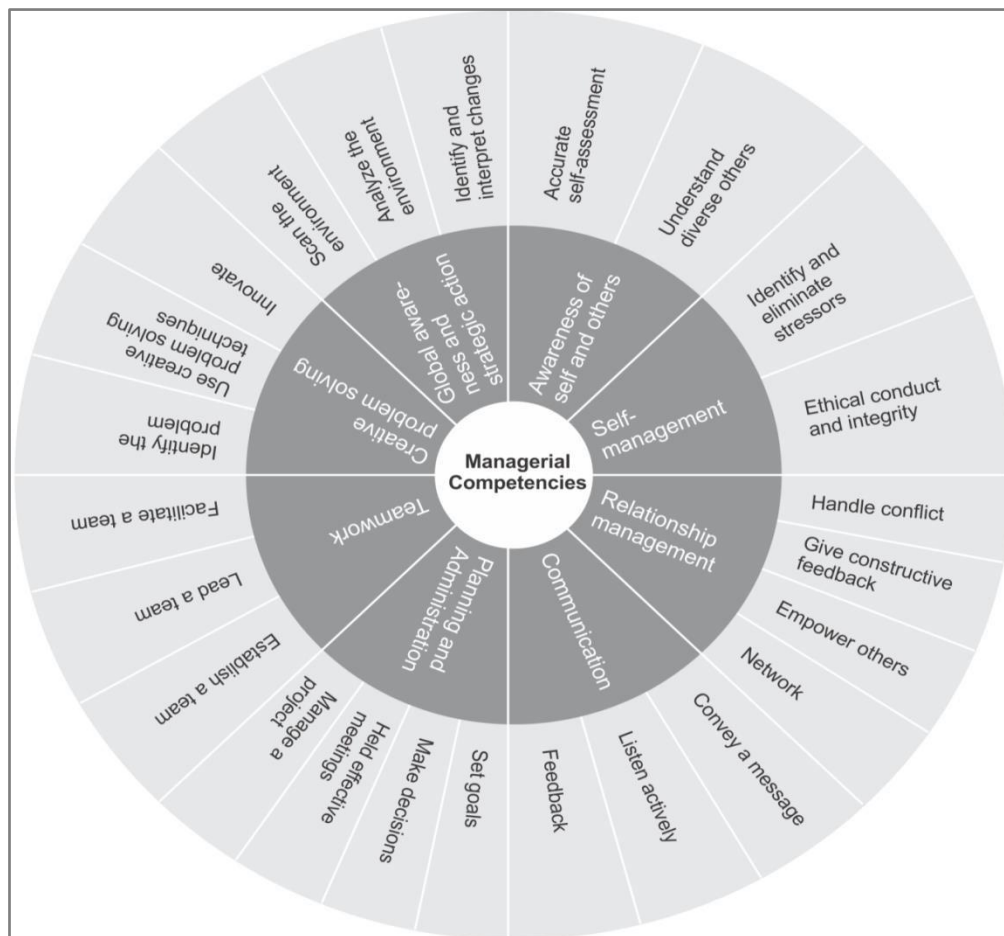 Managerial
Competencies
Awareness of
self and others
Accurate
self-assessment
Understand
diverse others
Self-
management
Identify and
eliminate
stressors
Ethical conduct
and integrity
Relationship
management
Handle conflict
Give constructive
feedback
Empower others
Network
Communication
Convey a message
Listen actively
Feedback
Planning and
Administration
Set goals
Make decisions
Held effective
meetings
Manage a
project
Teamwork
Establish a team
Lead a team
Facilitate a team
Creative
problem solving
Identify the
problem
Use creative
problem solving
techniques
Innovate
Global aware-
ness and
strategic action
Scan the
environment
Analyze the
environment
Identify and
interpret changes